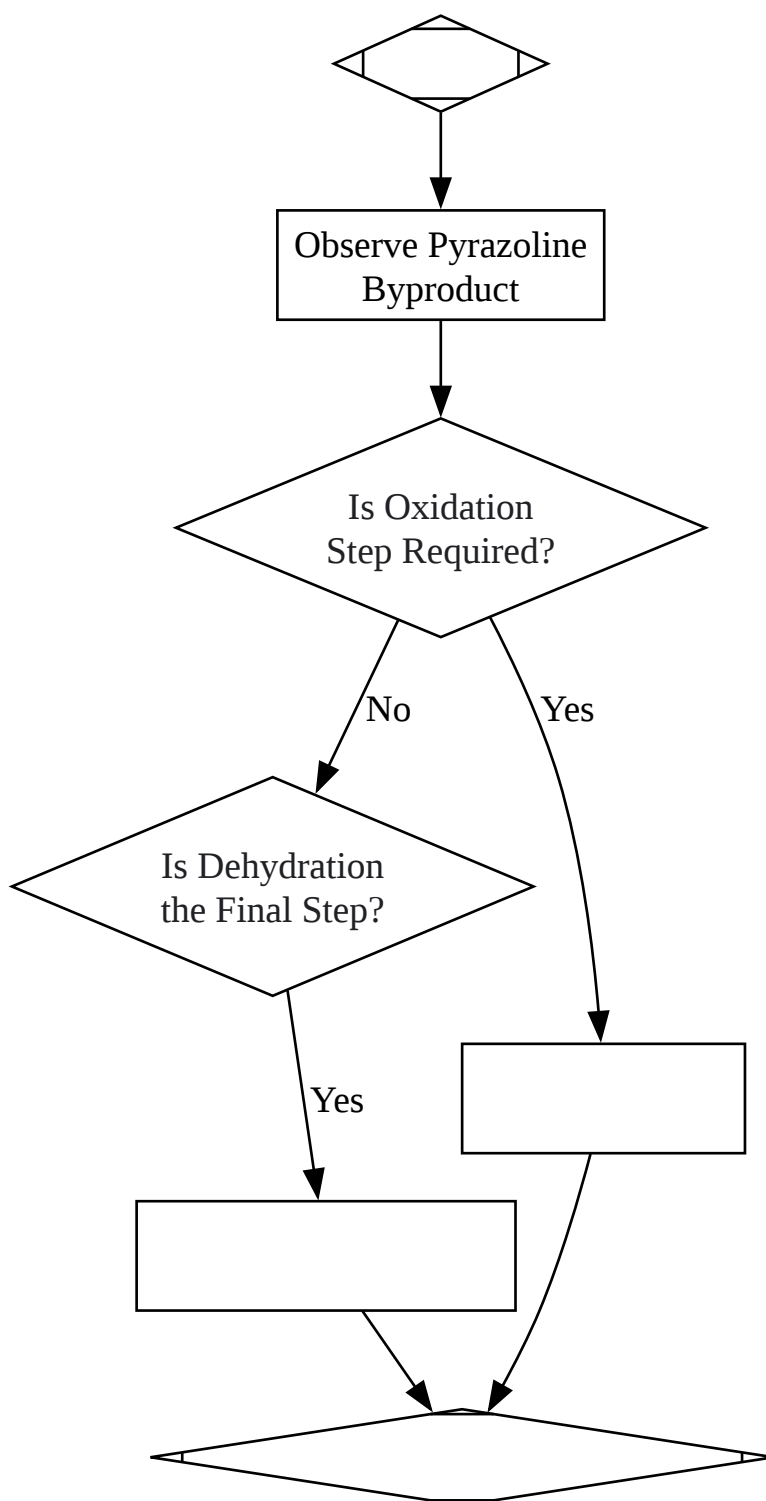 Observe Pyrazoline
Byproduct
Is Oxidation
Step Required?
No
Yes
Is Dehydration
the Final Step?
Yes